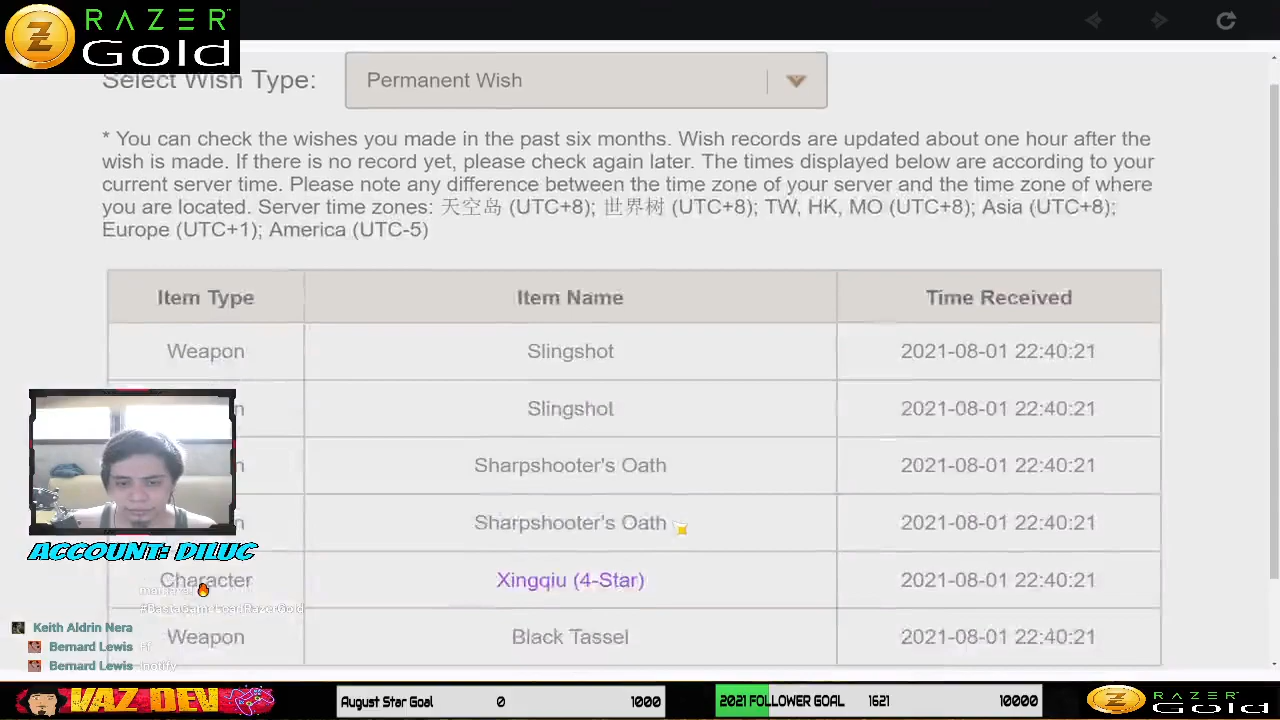 RAZER
Gold
Select Wish Type:
Permanent Wish
* You can check the wishes you made in the past six months. Wish records are updated about one hour after the
wish is made. If there is no record yet, please check again later. The times displayed below are according to your
current server time. Please note any difference between the time zone of your server and the time zone of where
you are located. Server time zones: 天空岛 (UTC+8); 世界树 (UTC+8); TW, HK, MO (UTC+8); Asia (UTC+8);
Europe (UTC+1); America (UTC-5)
Item Type Item Name Time Received
Weapon Slingshot 2021-08-01 22:40:21
Slingshot 2021-08-01 22:40:21
Sharpshooter's Oath 2021-08-01 22:40:21
Sharpshooter's Oath 2021-08-01 22:40:21
Character Xingqiu (4-Star) 2021-08-01 22:40:21
Weapon Black Tassel 2021-08-01 22:40:21
ACCOUNT: DILUC
#BastaGameLoadRazerGold
Keith Aldrin Nera
Bernard Lewis
Bernard Lewis !notify
VAZ DEV
August Star Goal 0 1000
2021 FOLLOWER GOAL 1621 10000
RAZER
Gold